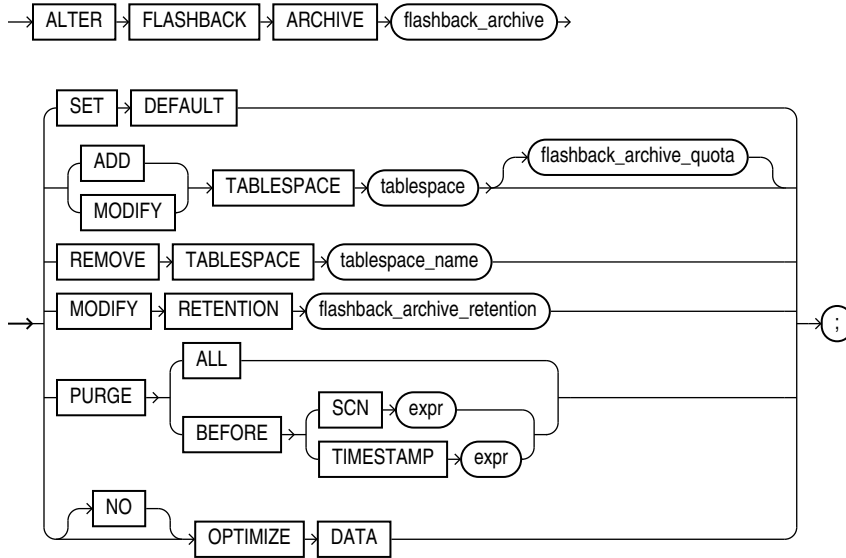 ALTER FLASHBACK ARCHIVE flashback_archive
SET DEFAULT
flashback_archive_quota
ADD
TABLESPACE tablespace
MODIFY
REMOVE TABLESPACE tablespace_name
MODIFY RETENTION flashback_archive_retention
;
ALL
PURGE
SCN expr
BEFORE
TIMESTAMP expr
NO
OPTIMIZE DATA